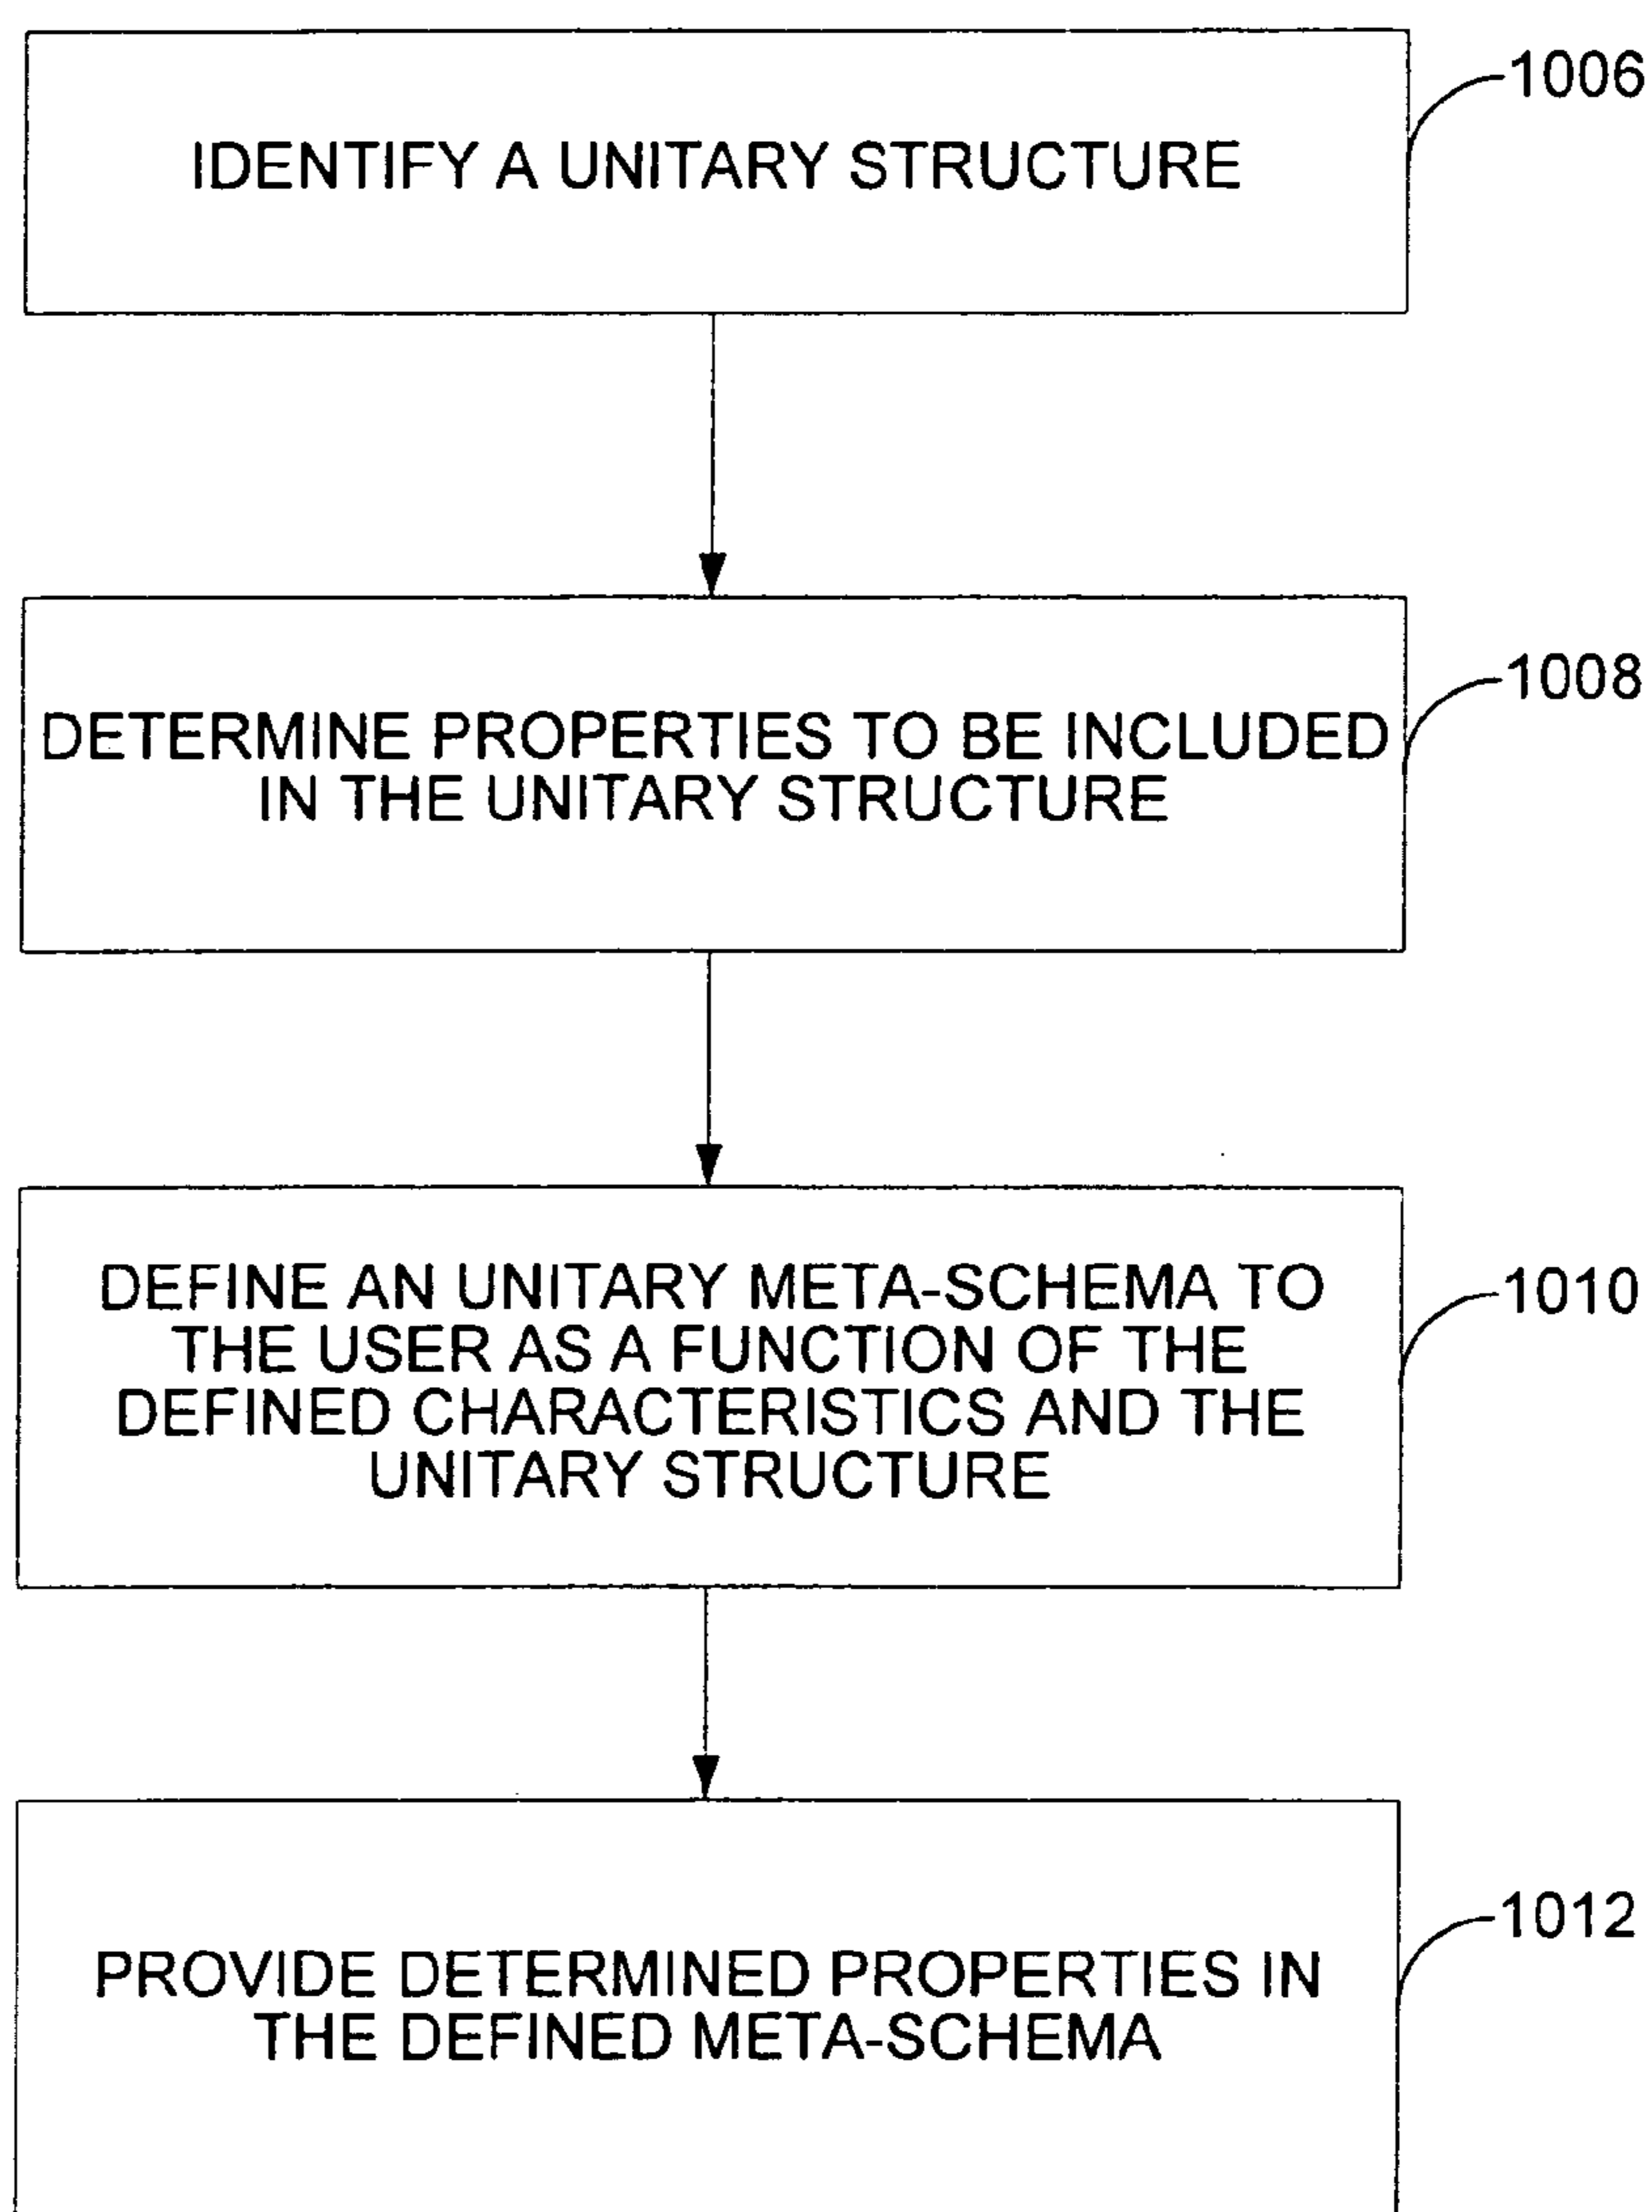 1006
IDENTIFY A UNITARY STRUCTURE
1008
DETERMINE PROPERTIES TO BE INCLUDED
IN THE UNITARY STRUCTURE
1010
DEFINE AN UNITARY META-SCHEMA TO
THE USER AS A FUNCTION OF THE
DEFINED CHARACTERISTICS AND THE
UNITARY STRUCTURE
1012
PROVIDE DETERMINED PROPERTIES IN
THE DEFINED META-SCHEMA